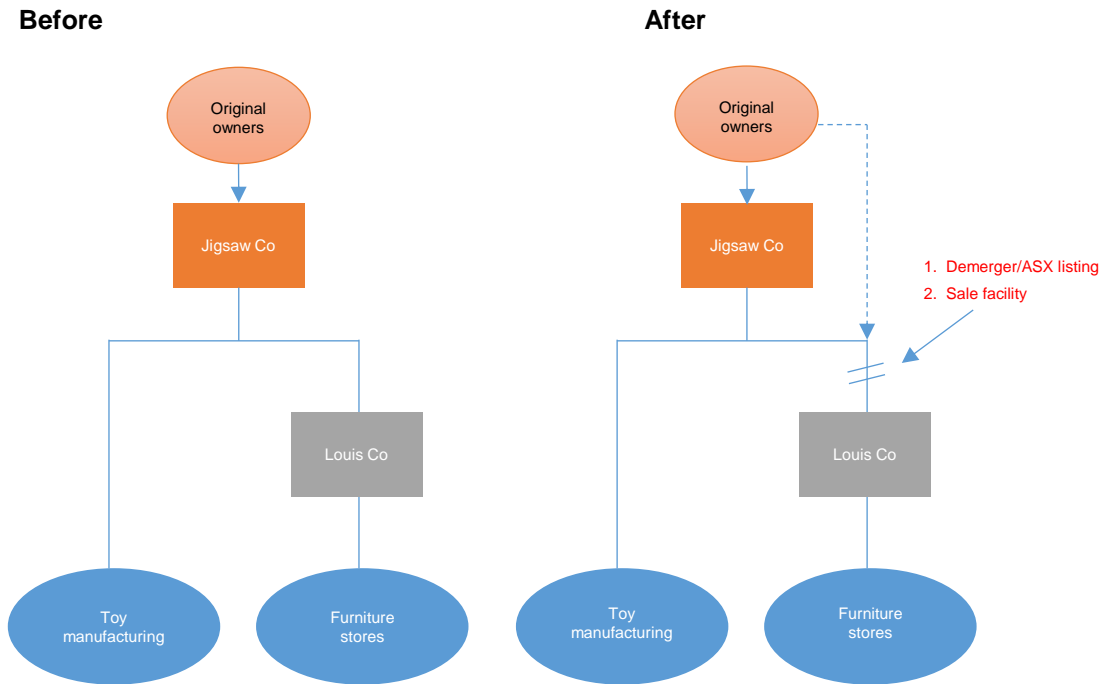 Before
After
Original
owners
Original
owners
Jigsaw Co
Jigsaw Co
1. Demerger/ASX listing
2. Sale facility
Louis Co
Louis Co
Toy
manufacturing
Furniture
stores
Toy
manufacturing
Furniture
stores